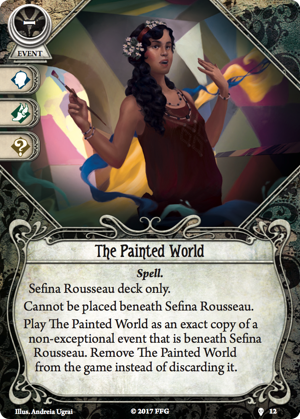 EVENT
The Painted World
Spell.
Sefina Rousseau deck only.
Cannot be placed beneath Sefina Rousseau.
Play The Painted World as an exact copy of a
non-exceptional event that is beneath Sefina
Rousseau. Remove The Painted World
from the game instead of discarding it.
Illus. Andreia Ugrai
© 2017 FFG
12